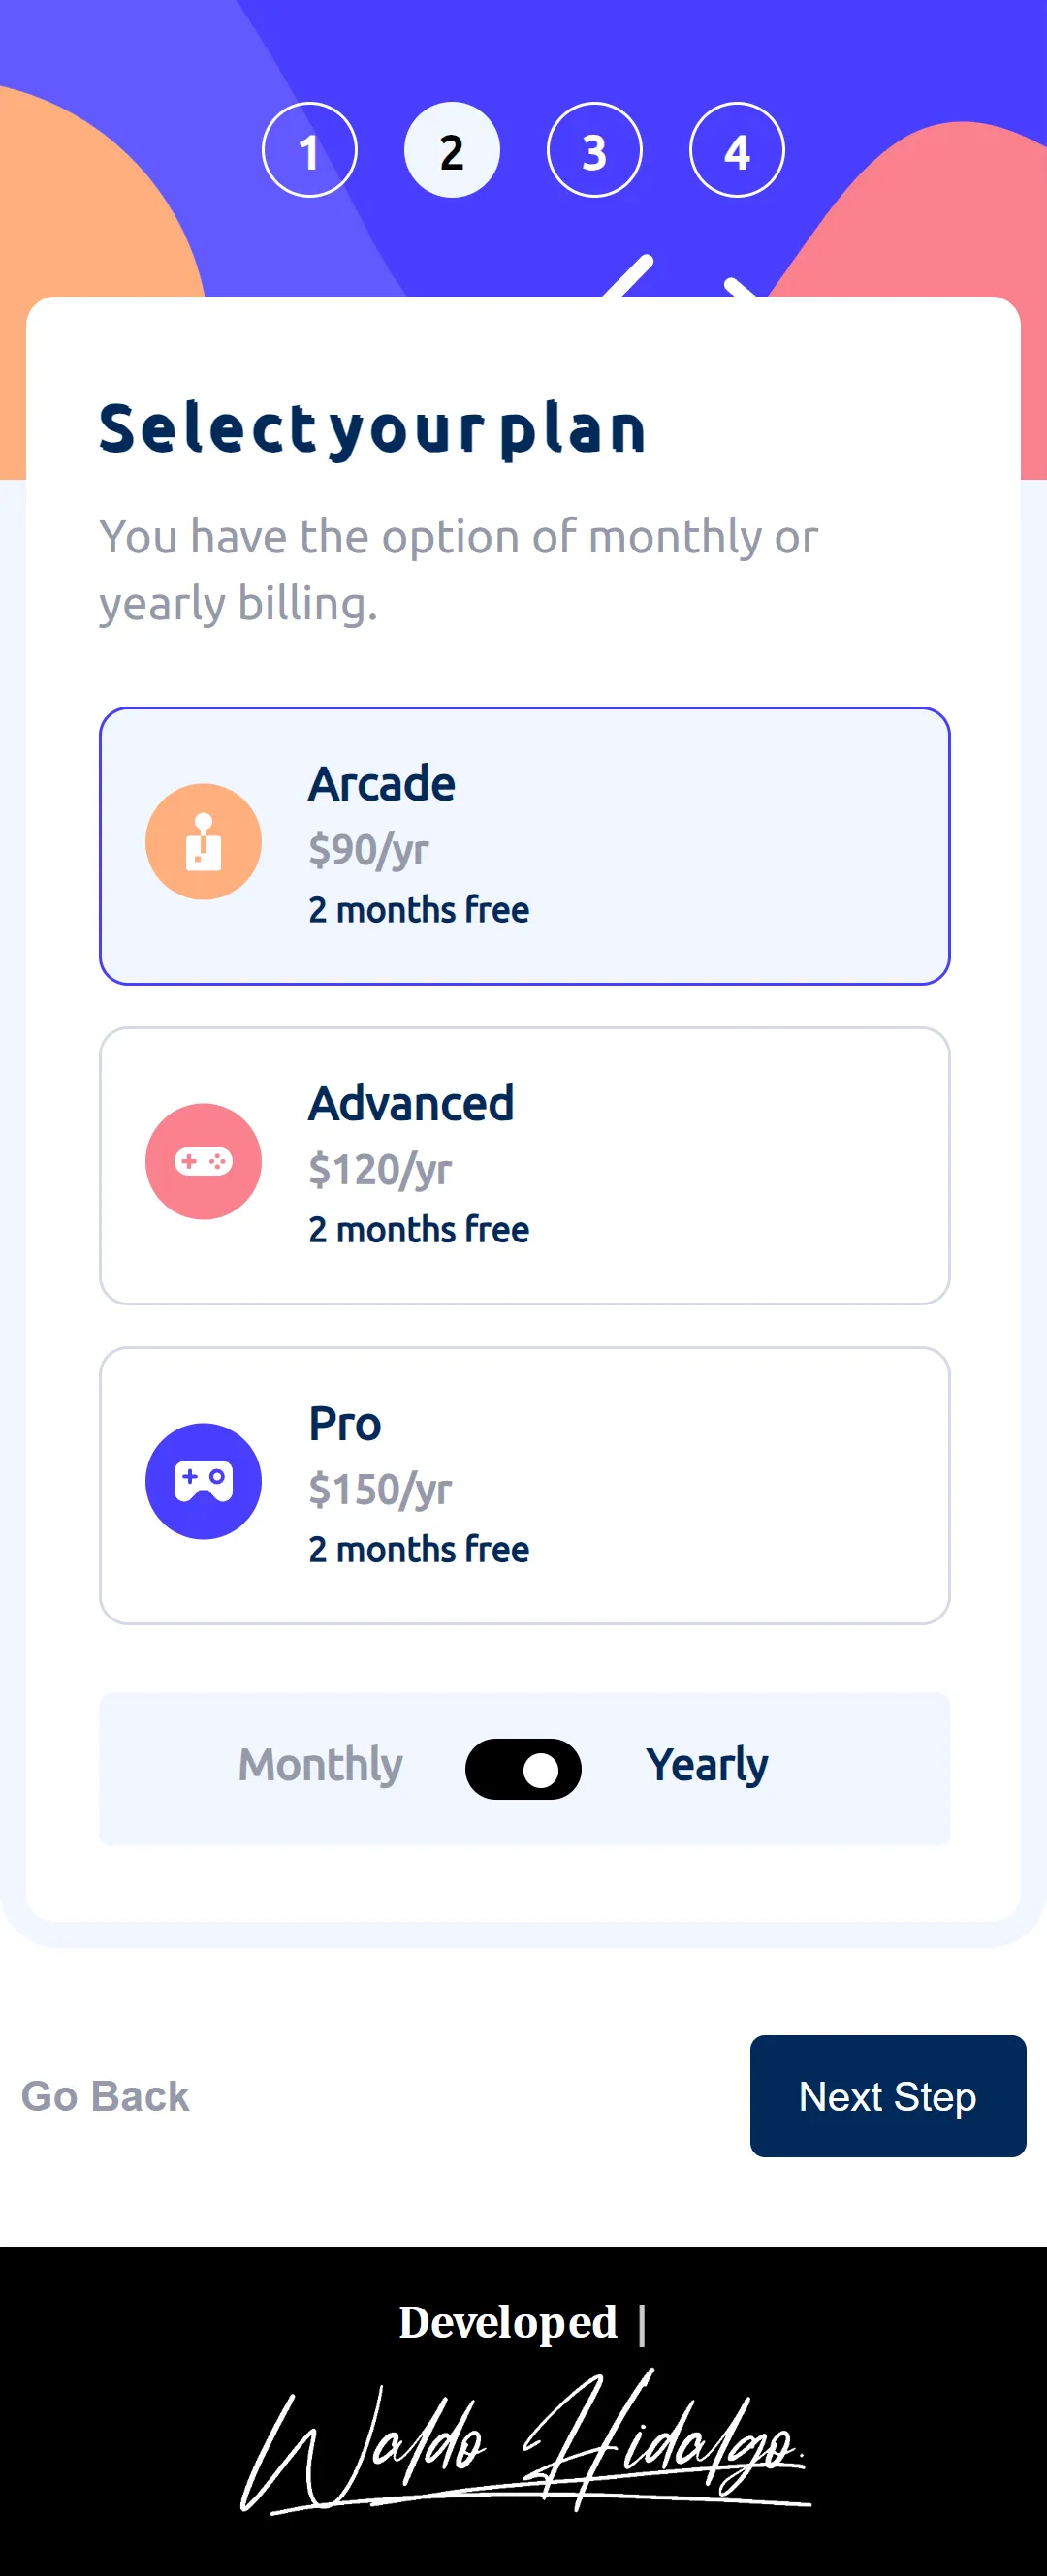 1 2 3 4
Select your plan
You have the option of monthly or
yearly billing.
Arcade
$90/yr
2 months free
Advanced
$120/yr
2 months free
Pro
$150/yr
2 months free
Monthly Yearly
Go Back Next Step
Developed |
Waldo Hidalgo.